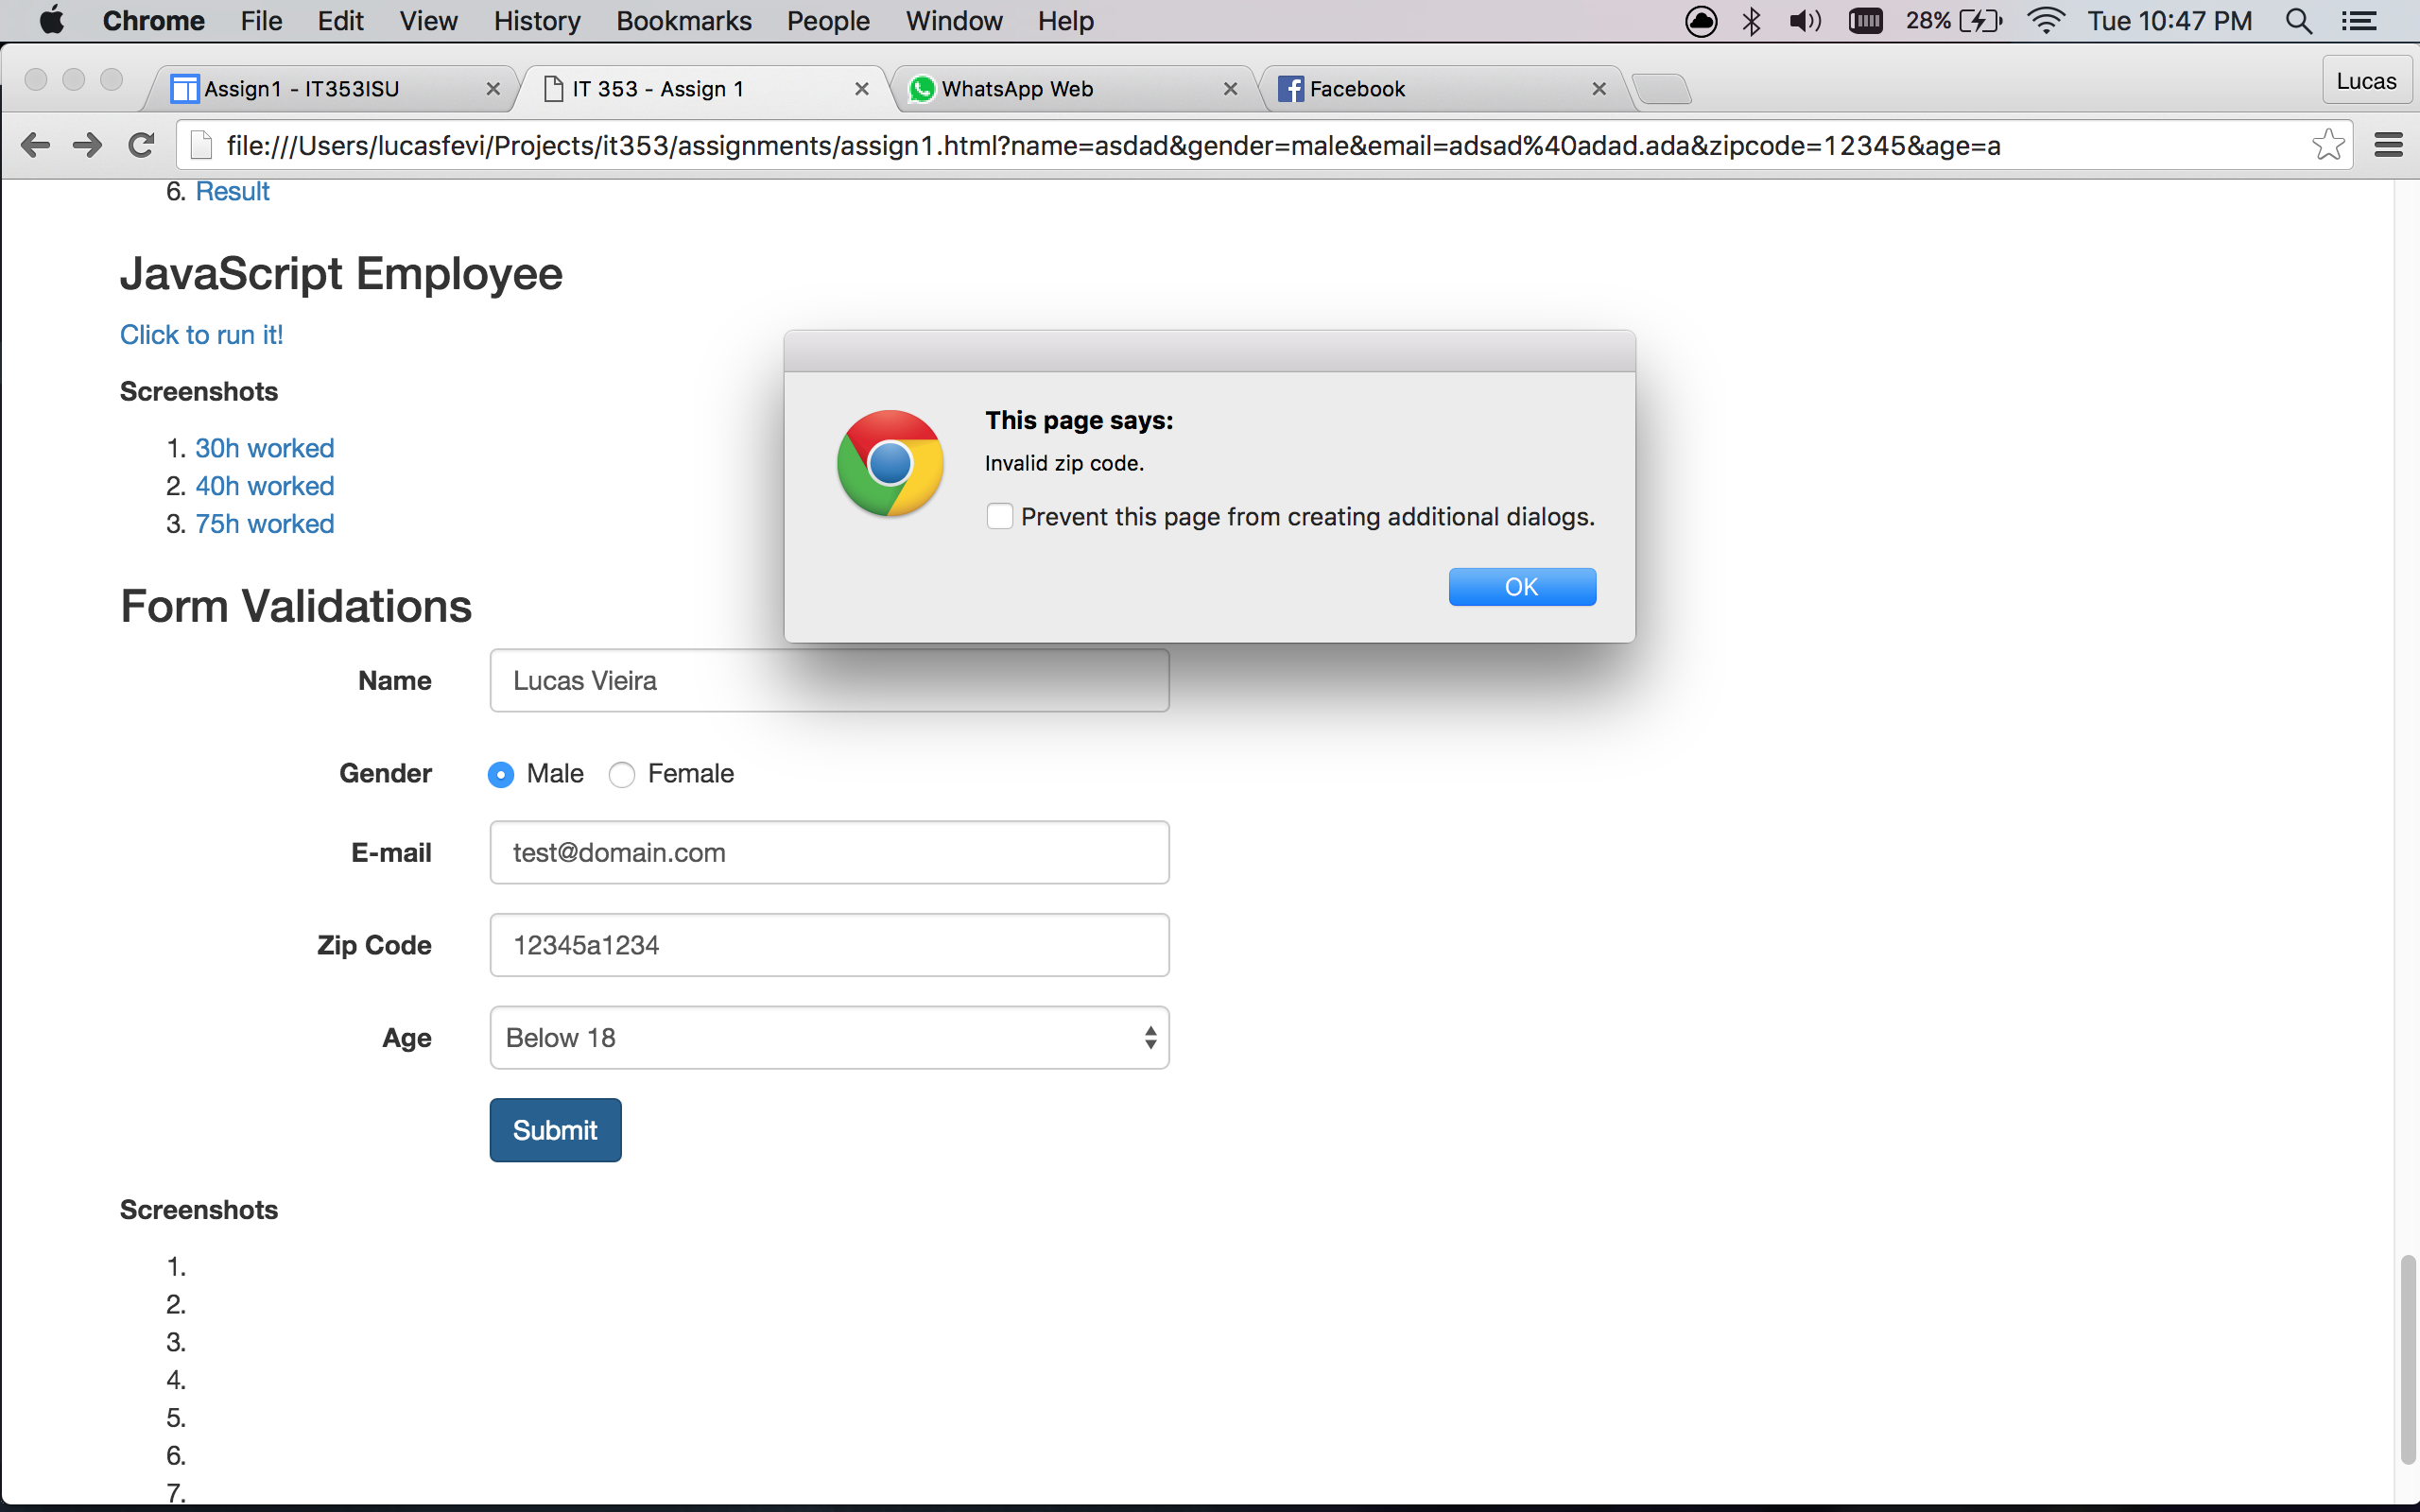 Chrome File Edit View History Bookmarks People Window Help 28% Tue 10:47 PM
Assign1 - IT353ISU IT 353 - Assign 1 WhatsApp Web Facebook Lucas
file:///Users/lucasfevi/Projects/it353/assignments/assign1.html?name=asdad&gender=male&email=adsad%40adad.ada&zipcode=12345&age=a
6. Result
JavaScript Employee
Click to run it!
Screenshots
1. 30h worked
2. 40h worked
3. 75h worked
This page says:
Invalid zip code.
Prevent this page from creating additional dialogs.
OK
Form Validations
Name Lucas Vieira
Gender Male Female
E-mail test@domain.com
Zip Code 12345a1234
Age Below 18
Submit
Screenshots
1.
2.
3.
4.
5.
6.
7.